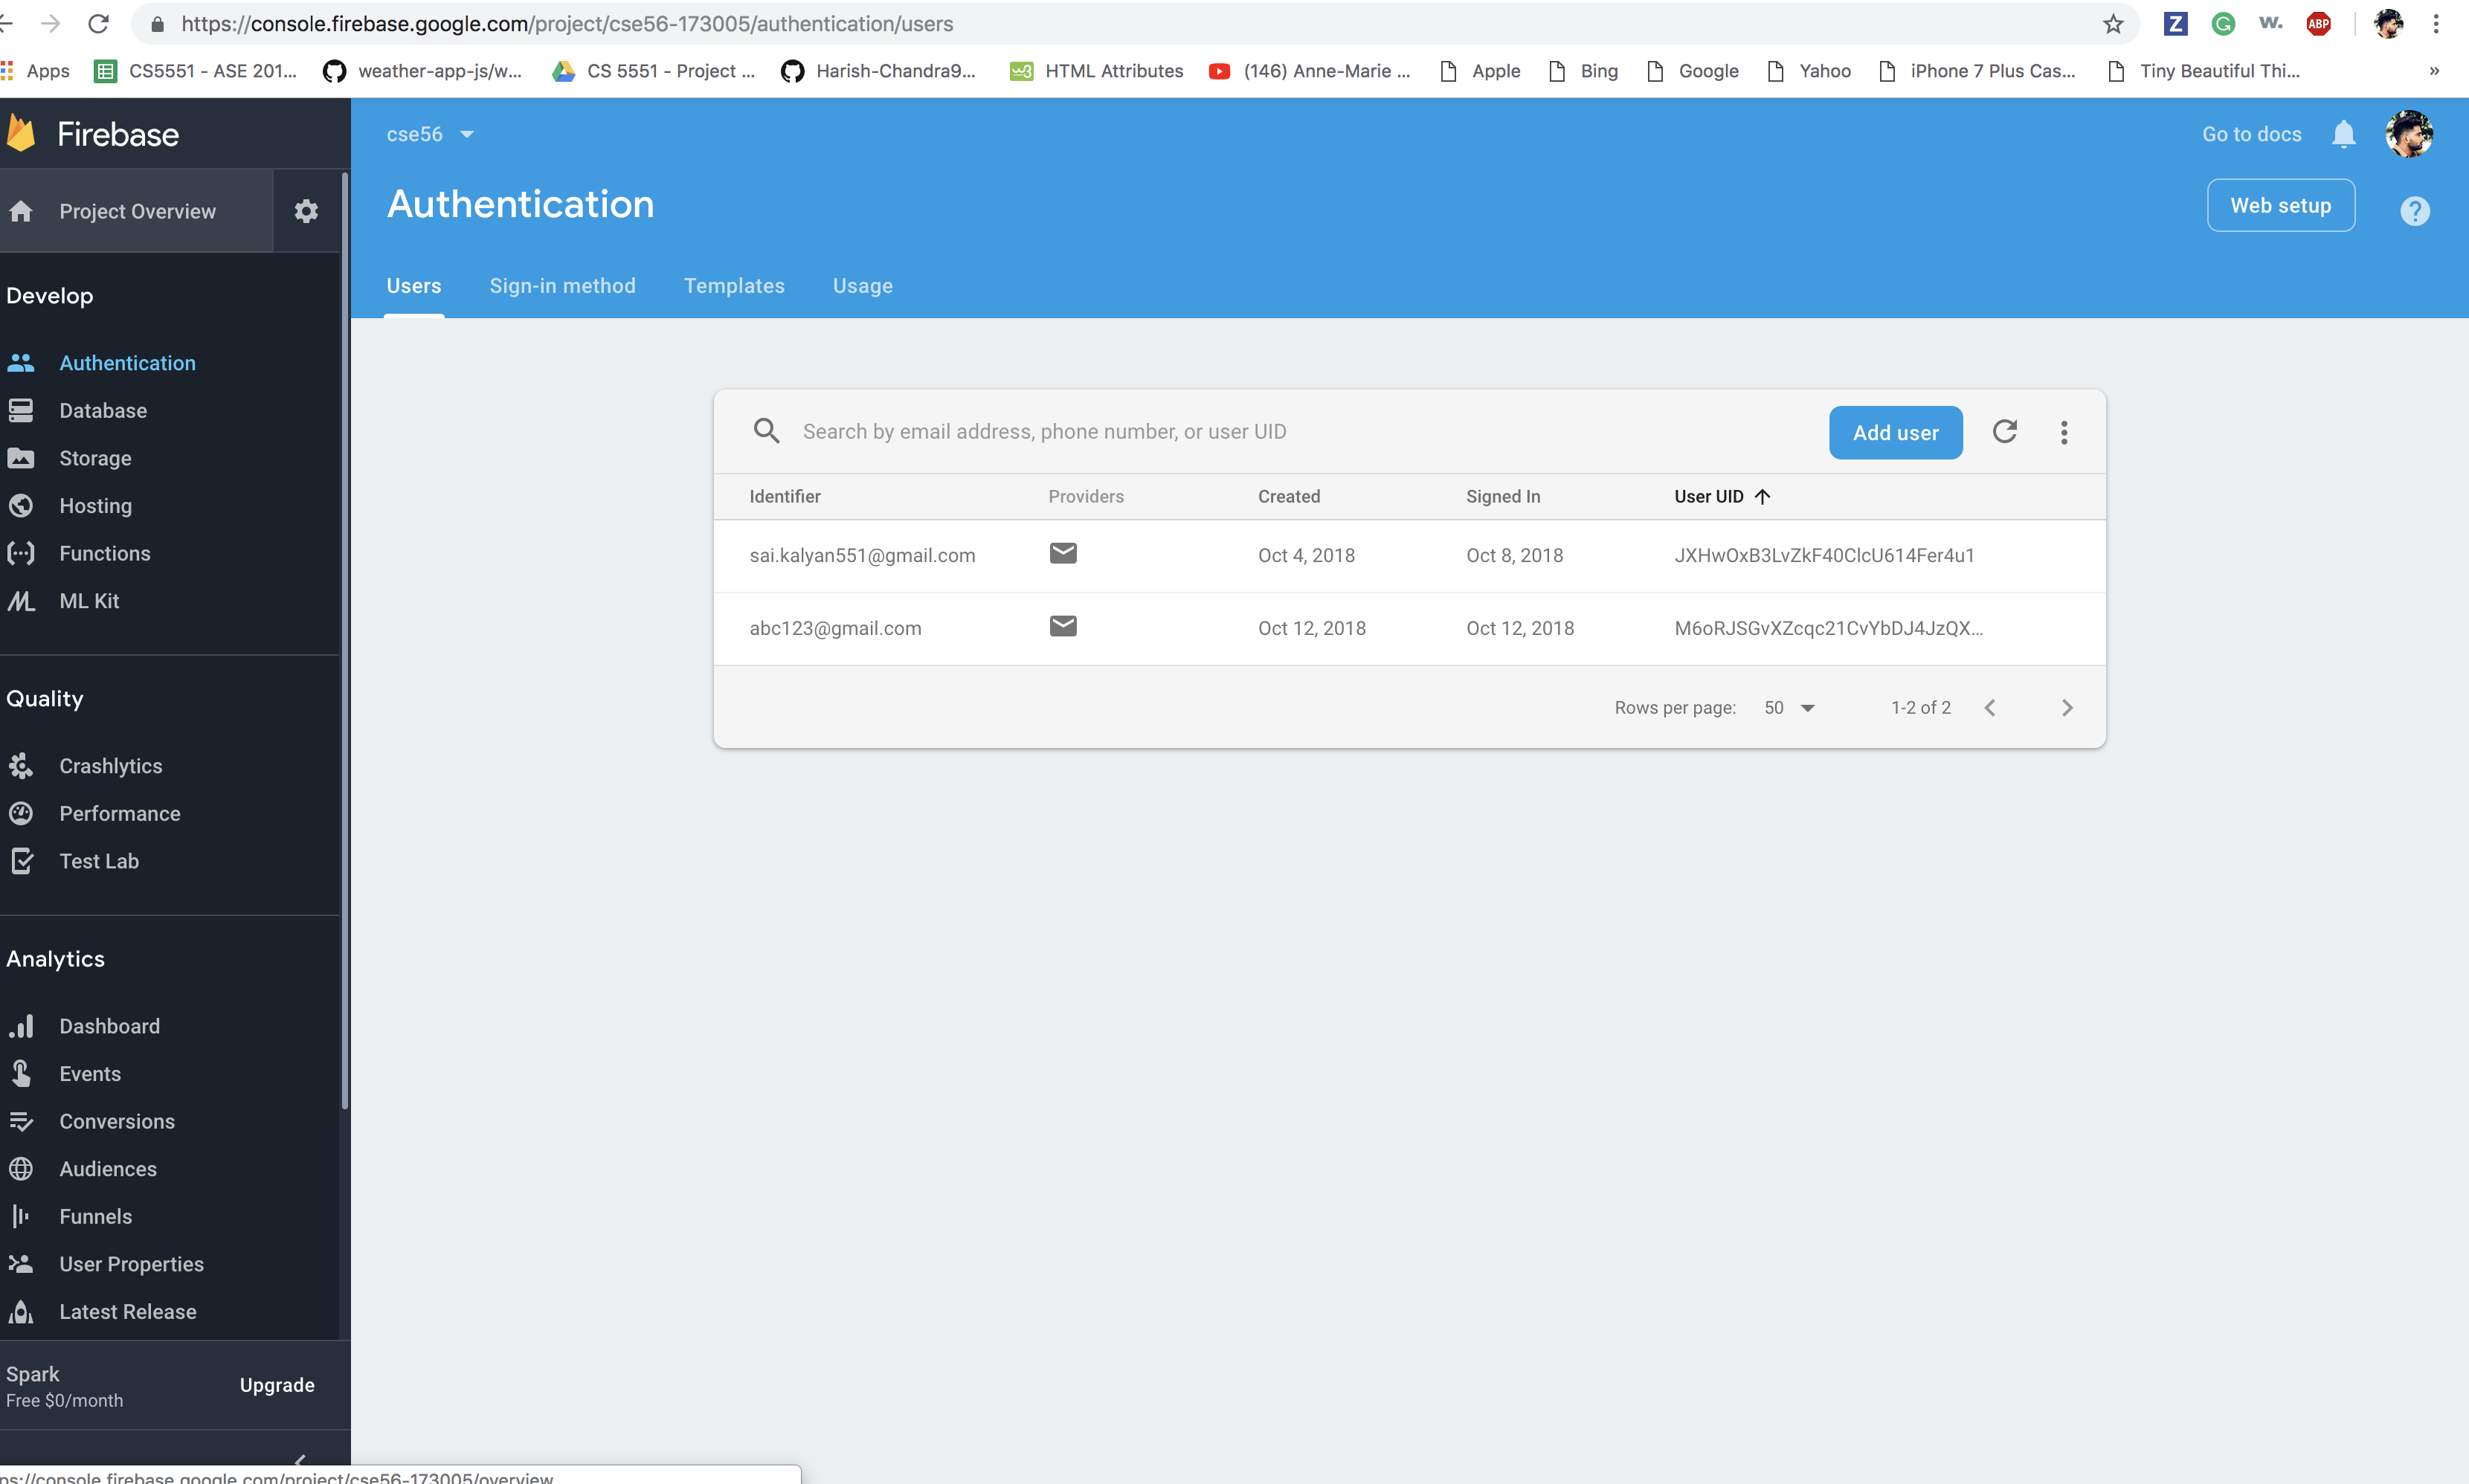 https://console.firebase.google.com/project/cse56-173005/authentication/users
Apps CS5551 - ASE 201... weather-app-js/w... CS 5551 - Project ... Harish-Chandra9... HTML Attributes (146) Anne-Marie ... Apple Bing Google Yahoo iPhone 7 Plus Cas... Tiny Beautiful Thi... »
Firebase
Project Overview
Develop
Authentication
Database
Storage
Hosting
Functions
ML Kit
Quality
Crashlytics
Performance
Test Lab
Analytics
Dashboard
Events
Conversions
Audiences
Funnels
User Properties
Latest Release
Spark
Free $0/month
Upgrade
cse56
Go to docs
Authentication
Web setup
Users Sign-in method Templates Usage
Search by email address, phone number, or user UID
Add user
Identifier Providers Created Signed In User UID
sai.kalyan551@gmail.com Oct 4, 2018 Oct 8, 2018 JXHwOxB3LvZkF40ClcU614Fer4u1
abc123@gmail.com Oct 12, 2018 Oct 12, 2018 M6oRJSGvXZcqc21CvYbDJ4JzQX...
Rows per page: 50 1-2 of 2
ps://console.firebase.google.com/project/cse56-173005/overview